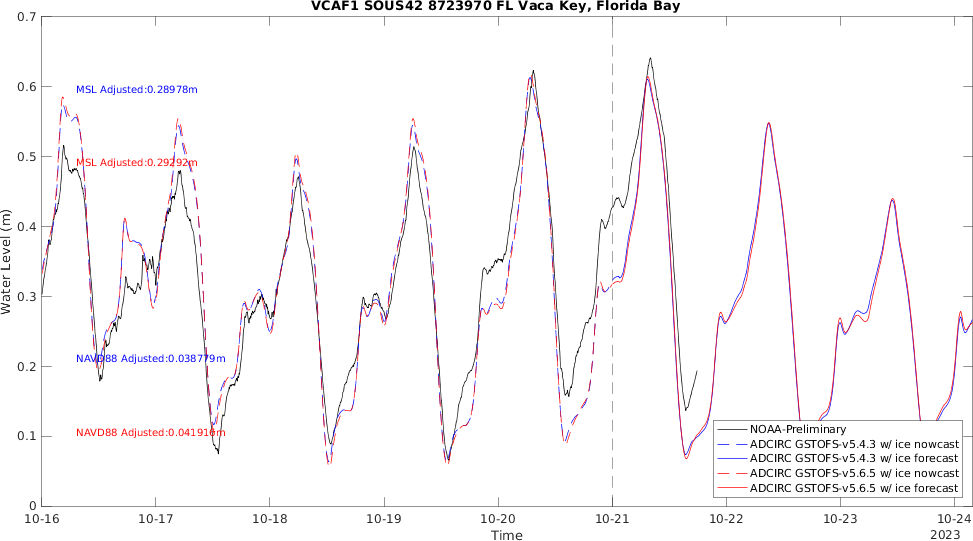 VCAF1 SOUS42 8723970 FL Vaca Key, Florida Bay
0.7
0.6
0.5
0.4
0.3
0.2
0.1
0
Water Level (m)
MSL Adjusted:0.28978m
MSL Adjusted:0.29292m
NAVD88 Adjusted:0.038779m
NAVD88 Adjusted:0.041916m
NOAA-Preliminary
ADCIRC GSTOFS-v5.4.3 w/ ice nowcast
ADCIRC GSTOFS-v5.4.3 w/ ice forecast
ADCIRC GSTOFS-v5.6.5 w/ ice nowcast
ADCIRC GSTOFS-v5.6.5 w/ ice forecast
10-16 10-17 10-18 10-19 10-20 10-21 10-22 10-23 10-24
Time
2023